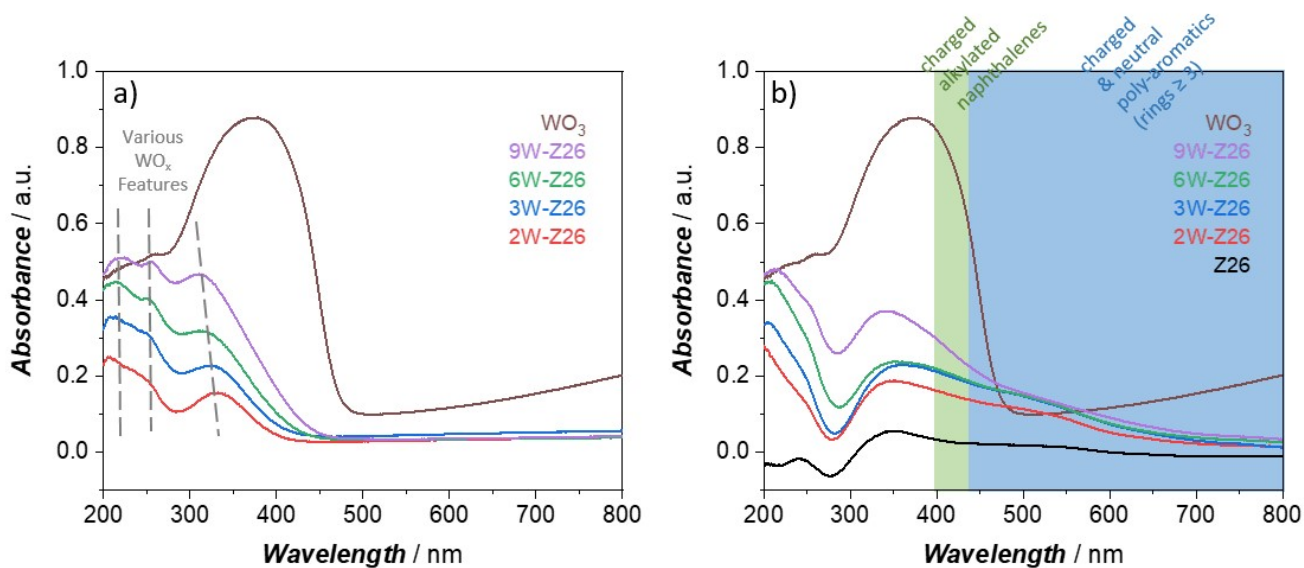 a)
Various
WOₓ
Features
WO₃
9W-Z26
6W-Z26
3W-Z26
2W-Z26
1.0
0.8
0.6
0.4
0.2
0.0
Absorbance / a.u.
200 300 400 500 600 700 800
Wavelength / nm
charged
alkylated
naphthalenes
charged
& neutral
poly-aromatics
(rings ≥ 3)
b)
WO₃
9W-Z26
6W-Z26
3W-Z26
2W-Z26
Z26
1.0
0.8
0.6
0.4
0.2
0.0
Absorbance / a.u.
200 300 400 500 600 700 800
Wavelength / nm